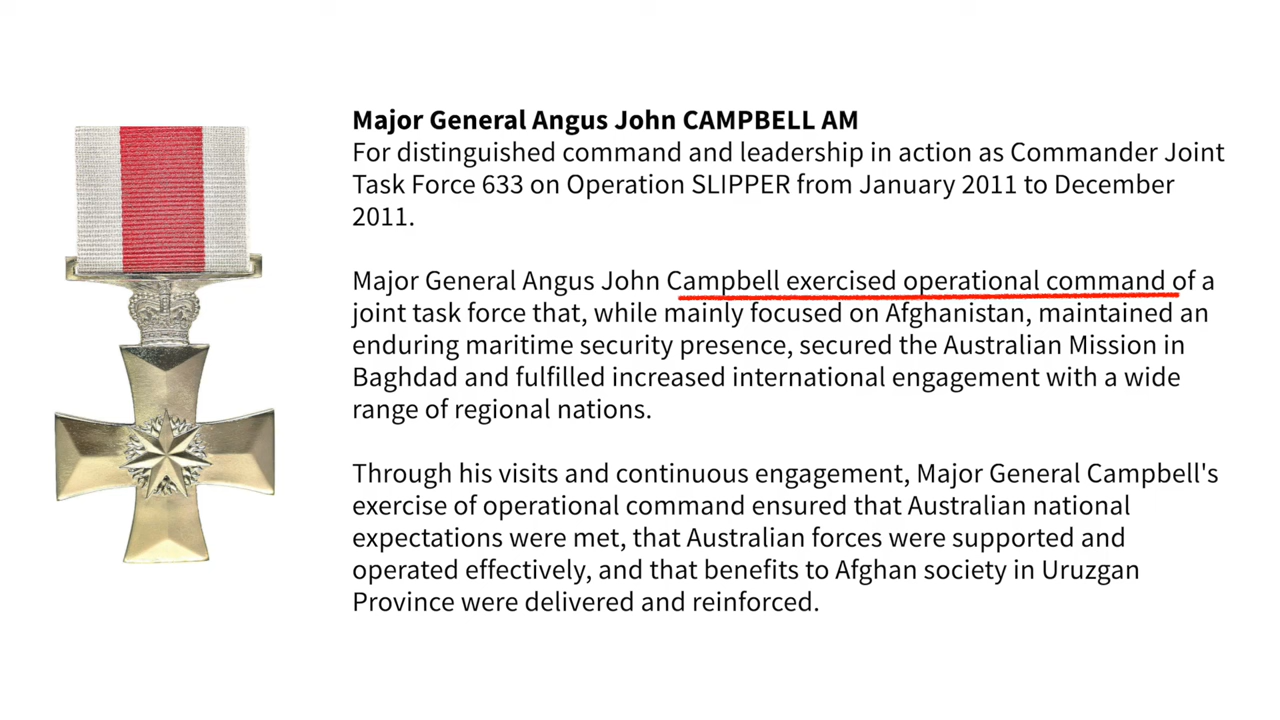 Major General Angus John CAMPBELL AM
For distinguished command and leadership in action as Commander Joint
Task Force 633 on Operation SLIPPER from January 2011 to December
2011.
Major General Angus John Campbell exercised operational command of a
joint task force that, while mainly focused on Afghanistan, maintained an
enduring maritime security presence, secured the Australian Mission in
Baghdad and fulfilled increased international engagement with a wide
range of regional nations.
Through his visits and continuous engagement, Major General Campbell's
exercise of operational command ensured that Australian national
expectations were met, that Australian forces were supported and
operated effectively, and that benefits to Afghan society in Uruzgan
Province were delivered and reinforced.